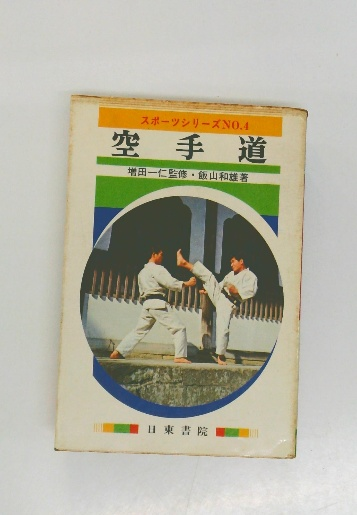 スポーツシリーズNO.4
空手道
増田一仁監修・飯山和雄著
日東書院